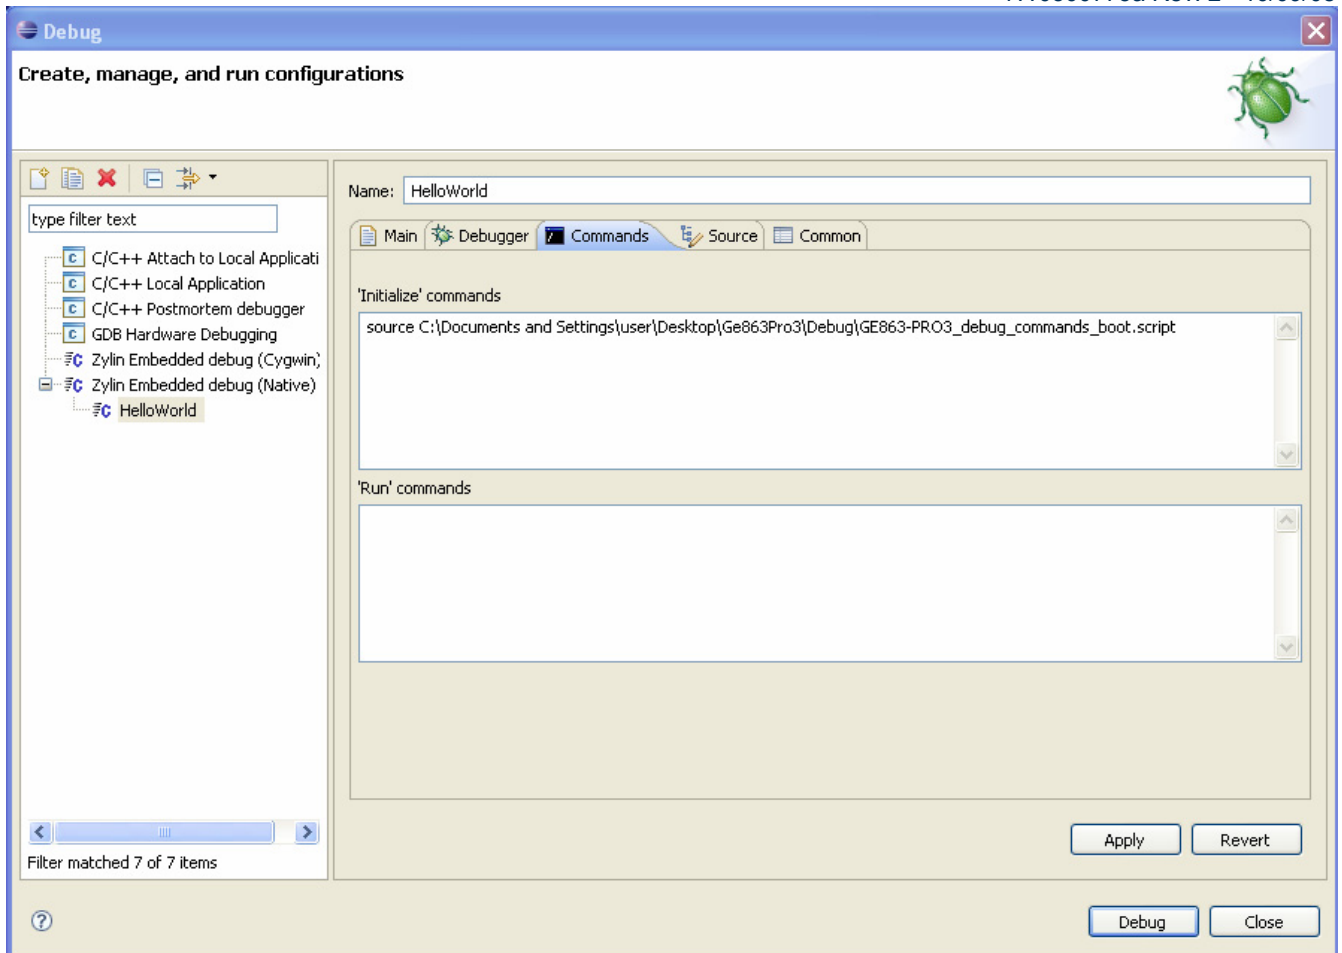 Debug
Create, manage, and run configurations
type filter text
C/C++ Attach to Local Applicati
C/C++ Local Application
C/C++ Postmortem debugger
GDB Hardware Debugging
Zylin Embedded debug (Cygwin)
Zylin Embedded debug (Native)
HelloWorld
Filter matched 7 of 7 items
Name: HelloWorld
Main Debugger Commands Source Common
'Initialize' commands
source C:\Documents and Settings\user\Desktop\Ge863Pro3\Debug\GE863-PRO3_debug_commands_boot.script
'Run' commands
Apply Revert
Debug Close